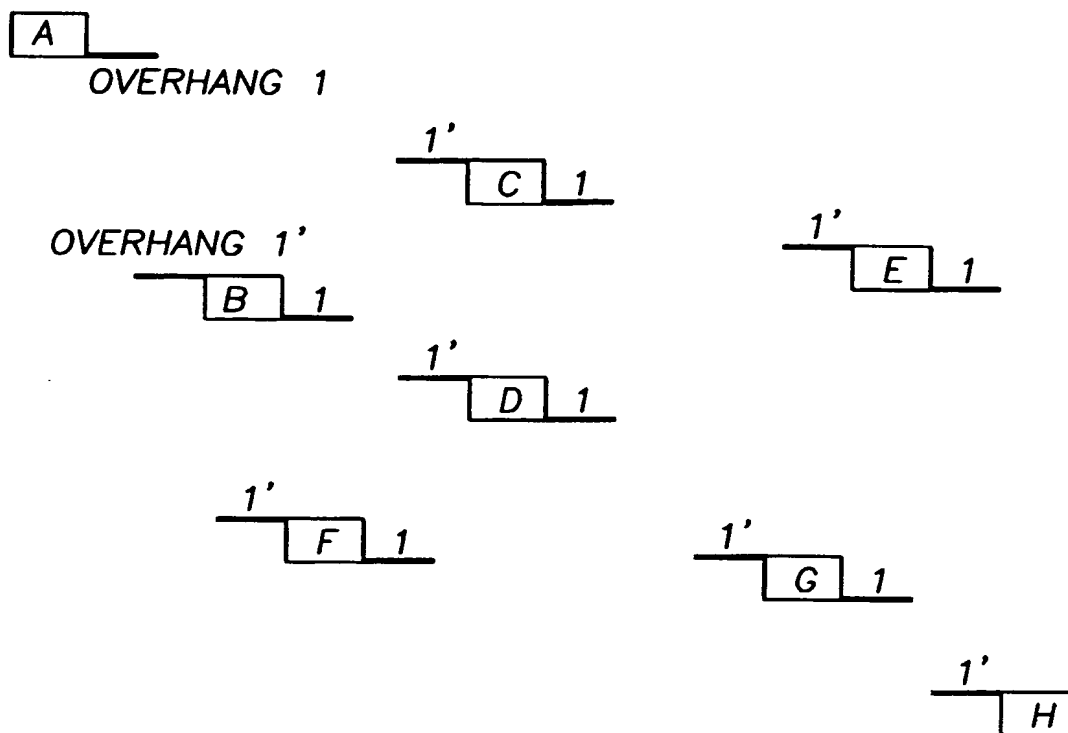 A
OVERHANG 1
1'
C 1
OVERHANG 1'
1'
E 1
B 1
1'
D 1
1'
F 1
1'
G 1
1'
H